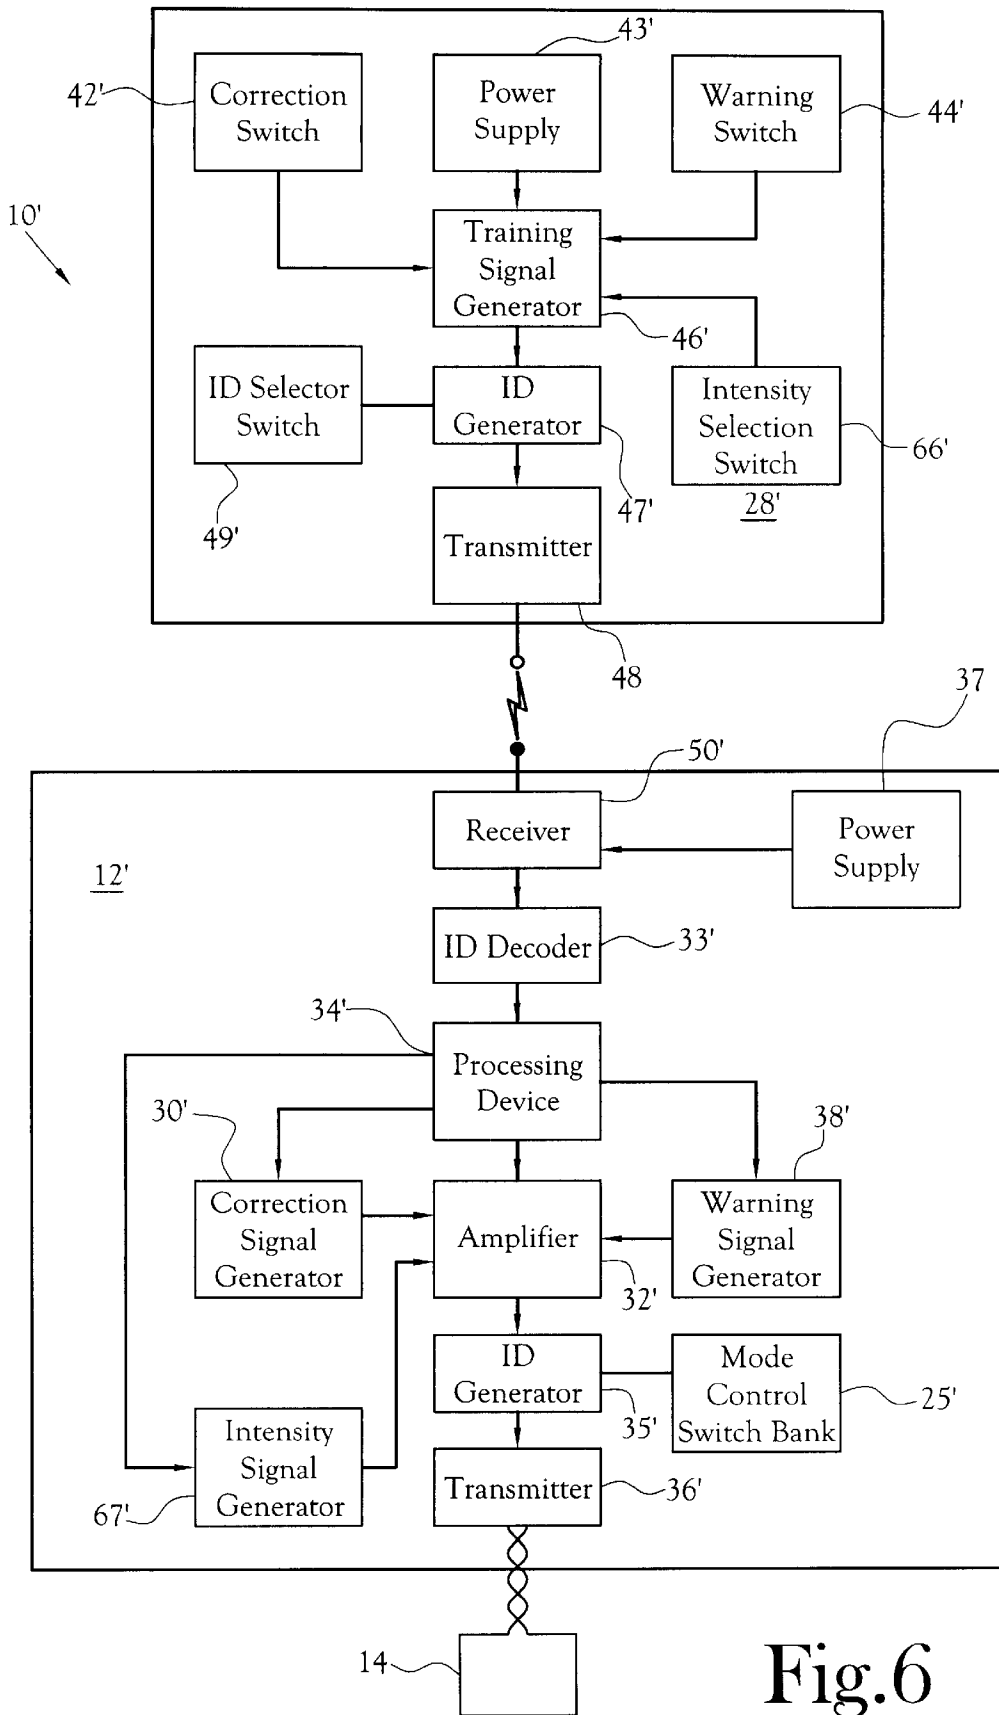 43'
42'
Correction
Switch
Power
Supply
Warning
Switch
44'
10'
Training
Signal
Generator
46'
ID Selector
Switch
ID
Generator
Intensity
Selection
Switch
66'
49'
47'
28'
Transmitter
48
37
50'
Receiver
Power
Supply
12'
ID Decoder
33'
34'
Processing
Device
30'
38'
Correction
Signal
Generator
Amplifier
Warning
Signal
Generator
32'
ID
Generator
Mode
Control
Switch Bank
25'
35'
Intensity
Signal
Generator
Transmitter
36'
67'
14
Fig.6